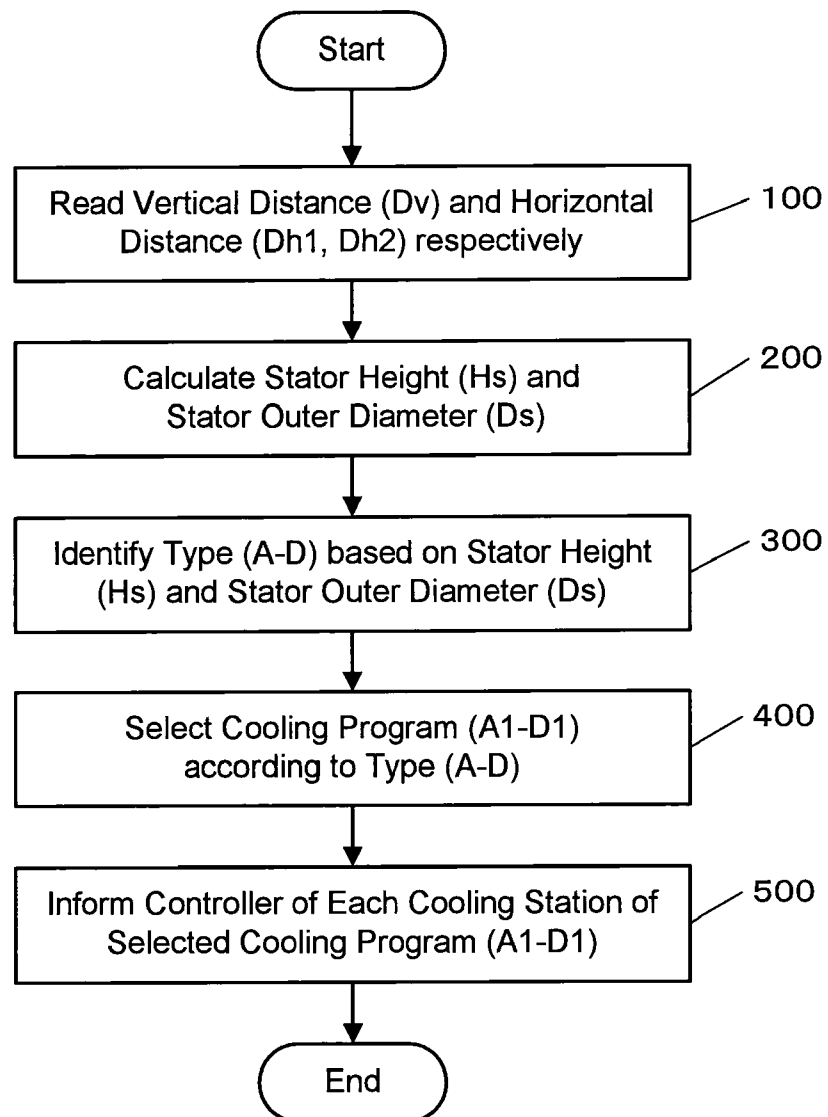 Start
Read Vertical Distance (Dv) and Horizontal
Distance (Dh1, Dh2) respectively
100
Calculate Stator Height (Hs) and
Stator Outer Diameter (Ds)
200
Identify Type (A-D) based on Stator Height
(Hs) and Stator Outer Diameter (Ds)
300
Select Cooling Program (A1-D1)
according to Type (A-D)
400
Inform Controller of Each Cooling Station of
Selected Cooling Program (A1-D1)
500
End